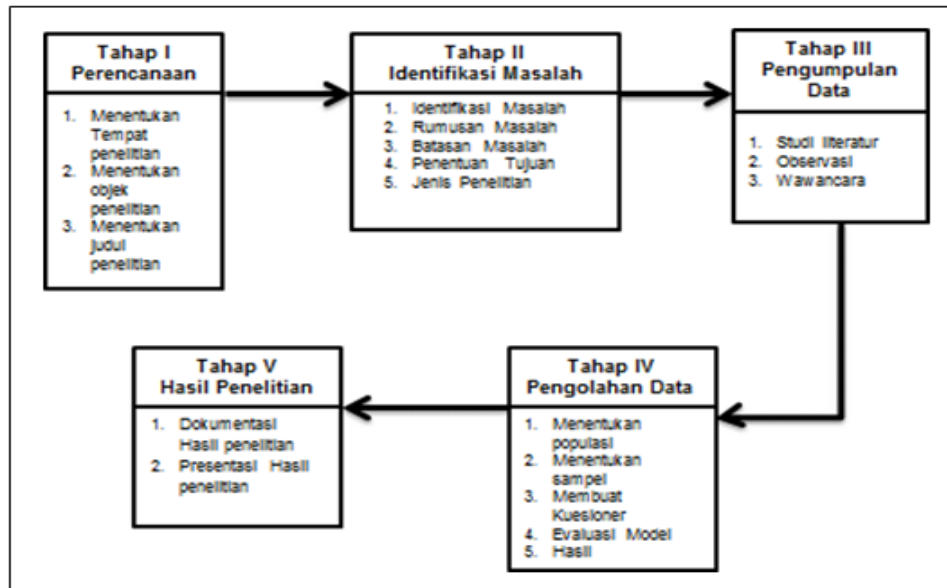 Tahap I
Perencanaan
1. Menentukan
Tempat
penelitian
2. Menentukan
objek
penelitian
3. Menentukan
judul
penelitian
Tahap II
Identifikasi Masalah
1. Identifikasi Masalah
2. Rumusan Masalah
3. Batasan Masalah
4. Penentuan Tujuan
5. Jenis Penelitian
Tahap III
Pengumpulan
Data
1. Studi literatur
2. Observasi
3. Wawancara
Tahap IV
Pengolahan Data
1. Menentukan
populasi
2. Menentukan
sampel
3. Membuat
Kuesioner
4. Evaluasi Model
5. Hasil
Tahap V
Hasil Penelitian
1. Dokumentasi
Hasil penelitian
2. Presentasi Hasil
penelitian